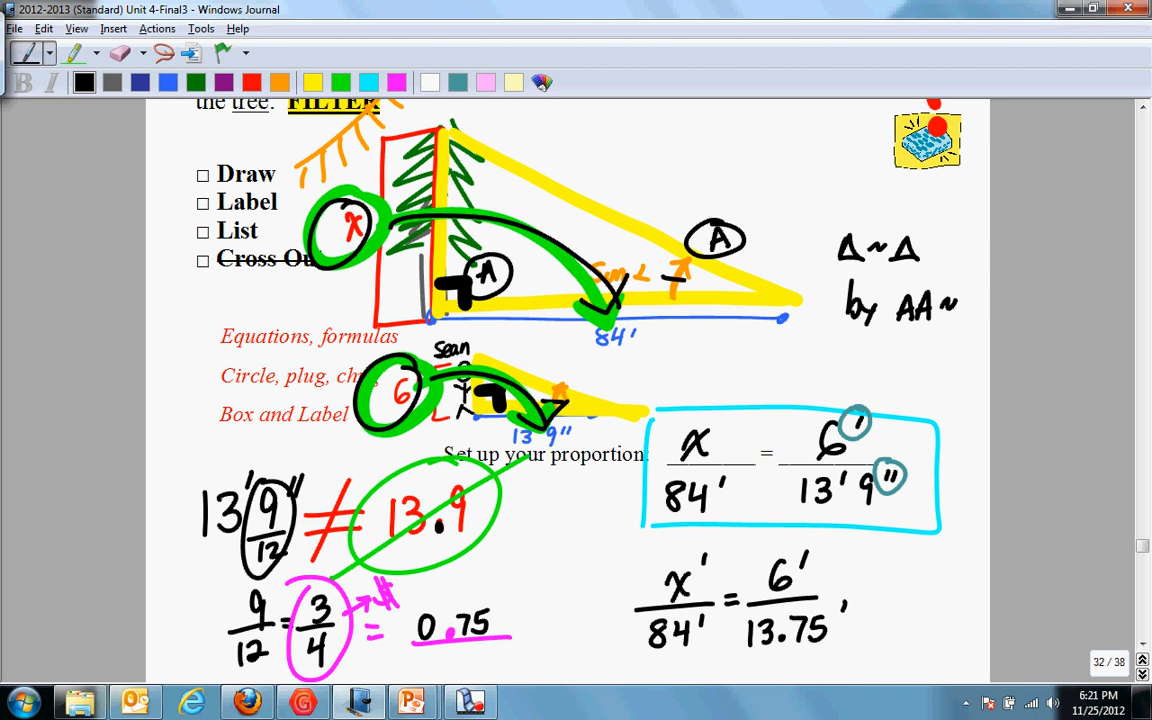 2012-2013 (Standard) Unit 4-Final3 - Windows Journal
File Edit View Insert Actions Tools Help
B I
the tree. FILTER
□ Draw
□ Label
□ List
□ Cross Ou
X
A
A
Sim ∠
84'
Δ ~ Δ
by AA~
Equations, formulas
Circle, plug, ch
Box and Label
Sean
6
13' 9"
Set up your proportion:
x = 6'
84' 13' 9"
13' 9" ≠ 13.9
12
9 = 3 = 0.75
12 4
x' = 6'
84' 13.75'
32 / 38
6:21 PM
11/25/2012